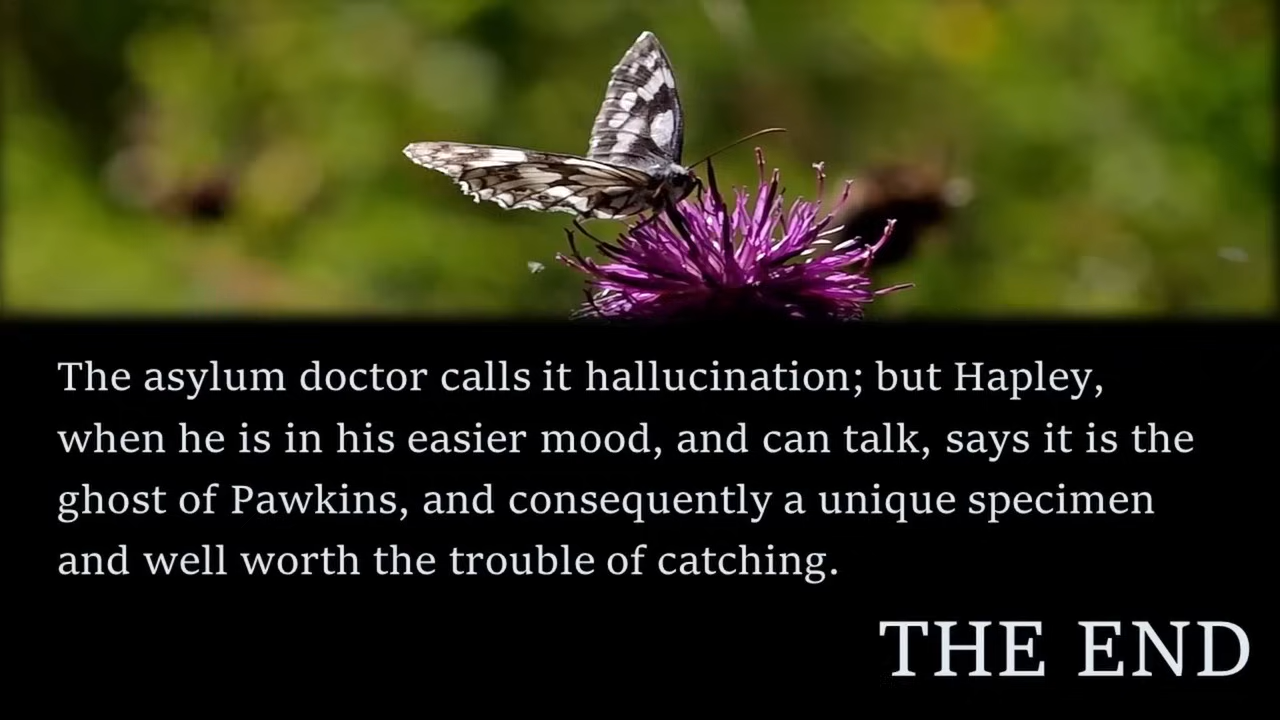 The asylum doctor calls it hallucination; but Hapley,
when he is in his easier mood, and can talk, says it is the
ghost of Pawkins, and consequently a unique specimen
and well worth the trouble of catching.
THE END